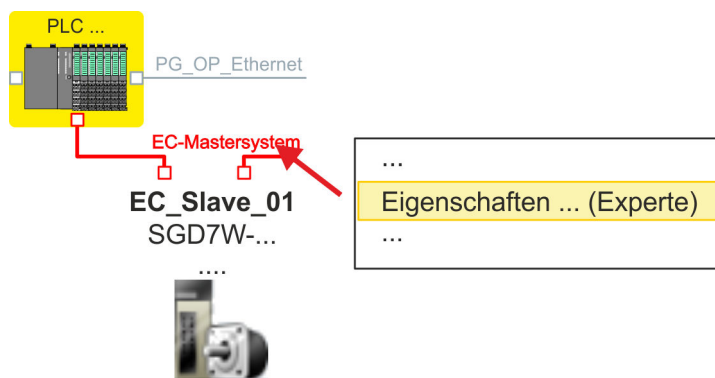 PLC ...
PG_OP_Ethernet
EC-Mastersystem
EC_Slave_01
SGD7W-...
....
...
Eigenschaften ... (Experte)
...